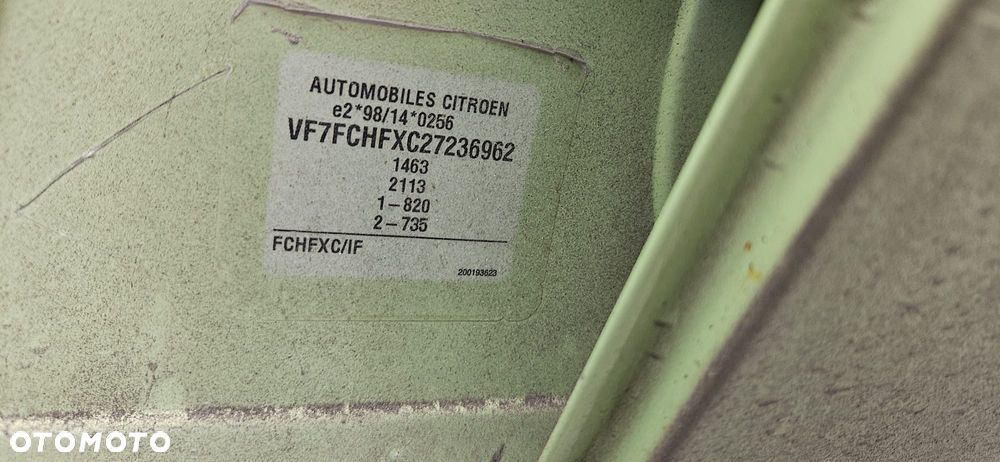 AUTOMOBILES CITROEN
e2*98/14*0256
VF7FCHFXC27236962
1463
2113
1-820
2-735
FCHFXC/IF
200193623
OTOMOTO